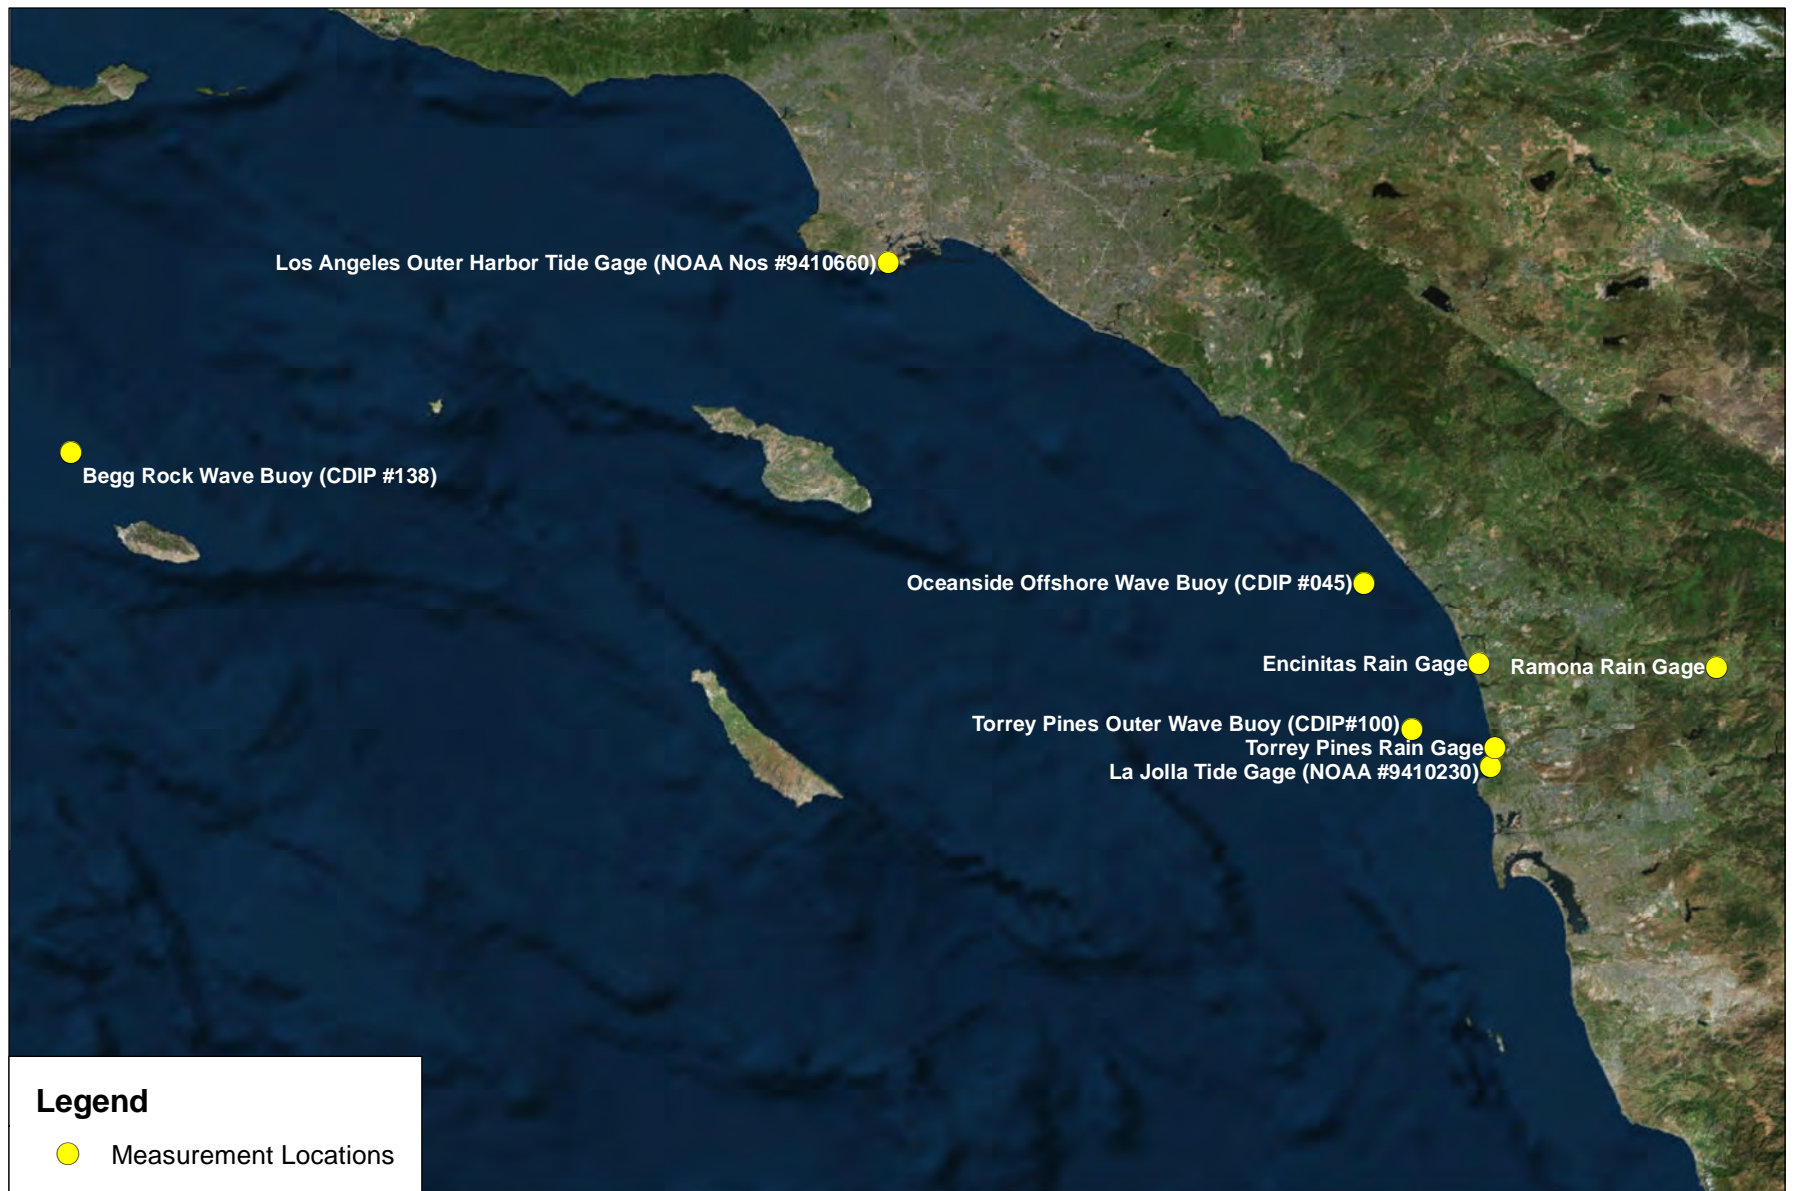 Los Angeles Outer Harbor Tide Gage (NOAA Nos #9410660)
Begg Rock Wave Buoy (CDIP #138)
Oceanside Offshore Wave Buoy (CDIP #045)
Encinitas Rain Gage
Ramona Rain Gage
Torrey Pines Outer Wave Buoy (CDIP#100)
Torrey Pines Rain Gage
La Jolla Tide Gage (NOAA #9410230)
Legend
Measurement Locations